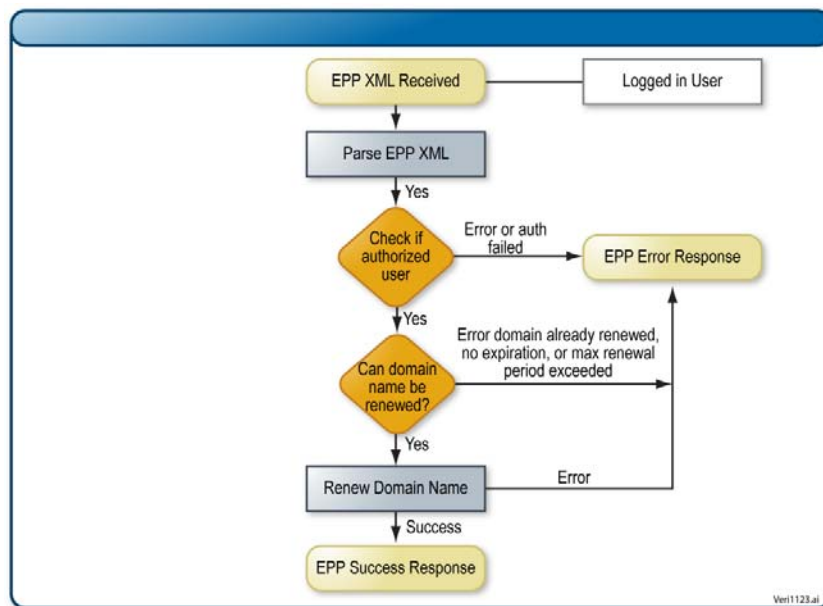 EPP XML Received
Logged in User
Parse EPP XML
Yes
Check if
authorized
user
Error or auth
failed
EPP Error Response
Yes
Error domain already renewed,
no expiration, or max renewal
period exceeded
Can domain
name be
renewed?
Yes
Renew Domain Name
Error
Success
EPP Success Response
Veri1123.ai